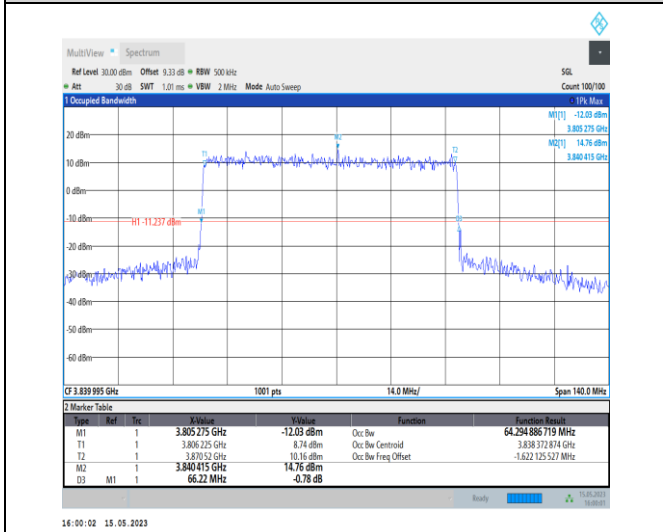 MultiView Spectrum
Ref Level 30.00 dBm Offset 9.33 dB RBW 500 kHz SGL
Att 30 dB SWT 1.01 ms VBW 2 MHz Mode Auto Sweep Count 100/100
1 Occupied Bandwidth 1Pk Max
M1[1] -12.03 dBm
3.805 275 GHz
M2[1] 14.76 dBm
3.840 415 GHz
20 dBm
M2
T1
T2
10 dBm
0 dBm
M1
-10 dBm
H1 -11.237 dBm
D3
-20 dBm
-30 dBm
-40 dBm
-50 dBm
-60 dBm
CF 3.839 995 GHz 1001 pts 14.0 MHz/ Span 140.0 MHz
2 Marker Table
Type Ref Trc X-Value Y-Value Function Function Result
M1 1 3.805 275 GHz -12.03 dBm Occ Bw 64.294 886 719 MHz
T1 1 3.806 225 GHz 8.74 dBm Occ Bw Centroid 3.838 372 874 GHz
T2 1 3.870 52 GHz 10.16 dBm Occ Bw Freq Offset -1.622 125 527 MHz
M2 1 3.840 415 GHz 14.76 dBm
D3 M1 1 66.22 MHz -0.78 dB
Ready 15.05.2023
16:00:01
16:00:02 15.05.2023